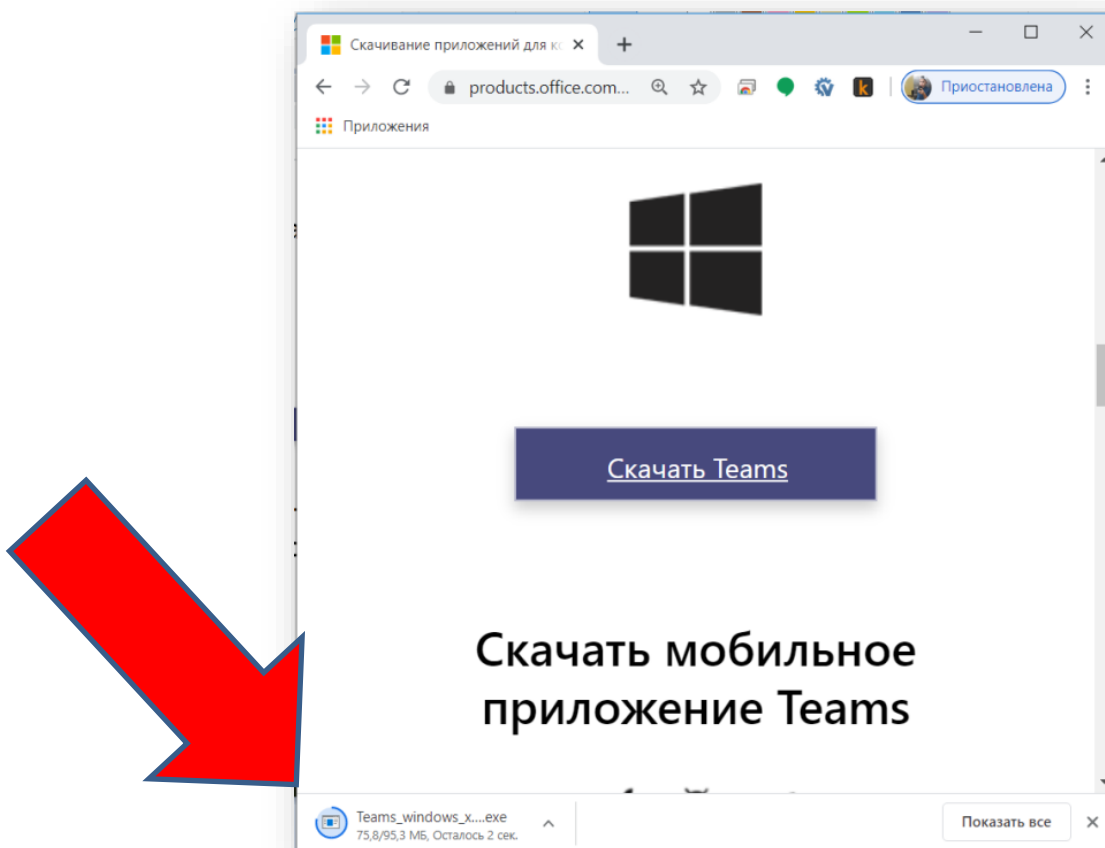 Скачивание приложений для кс
products.office.com...
k
Приостановлена
Приложения
Скачать Teams
Скачать мобильное
приложение Teams
Teams_windows_x....exe
75,8/95,3 МБ, Осталось 2 сек.
Показать все